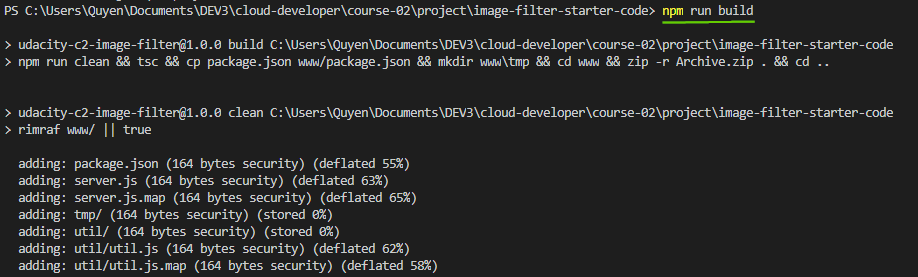 PS C:\Users\Quyen\Documents\DEV3\cloud-developer\course-02\project\image-filter-starter-code> npm run build
> udacity-c2-image-filter@1.0.0 build C:\Users\Quyen\Documents\DEV3\cloud-developer\course-02\project\image-filter-starter-code
> npm run clean && tsc && cp package.json www/package.json && mkdir www\tmp && cd www && zip -r Archive.zip . && cd ..
> udacity-c2-image-filter@1.0.0 clean C:\Users\Quyen\Documents\DEV3\cloud-developer\course-02\project\image-filter-starter-code
> rimraf www/ || true
adding: package.json (164 bytes security) (deflated 55%)
adding: server.js (164 bytes security) (deflated 63%)
adding: server.js.map (164 bytes security) (deflated 65%)
adding: tmp/ (164 bytes security) (stored 0%)
adding: util/ (164 bytes security) (stored 0%)
adding: util/util.js (164 bytes security) (deflated 62%)
adding: util/util.js.map (164 bytes security) (deflated 58%)